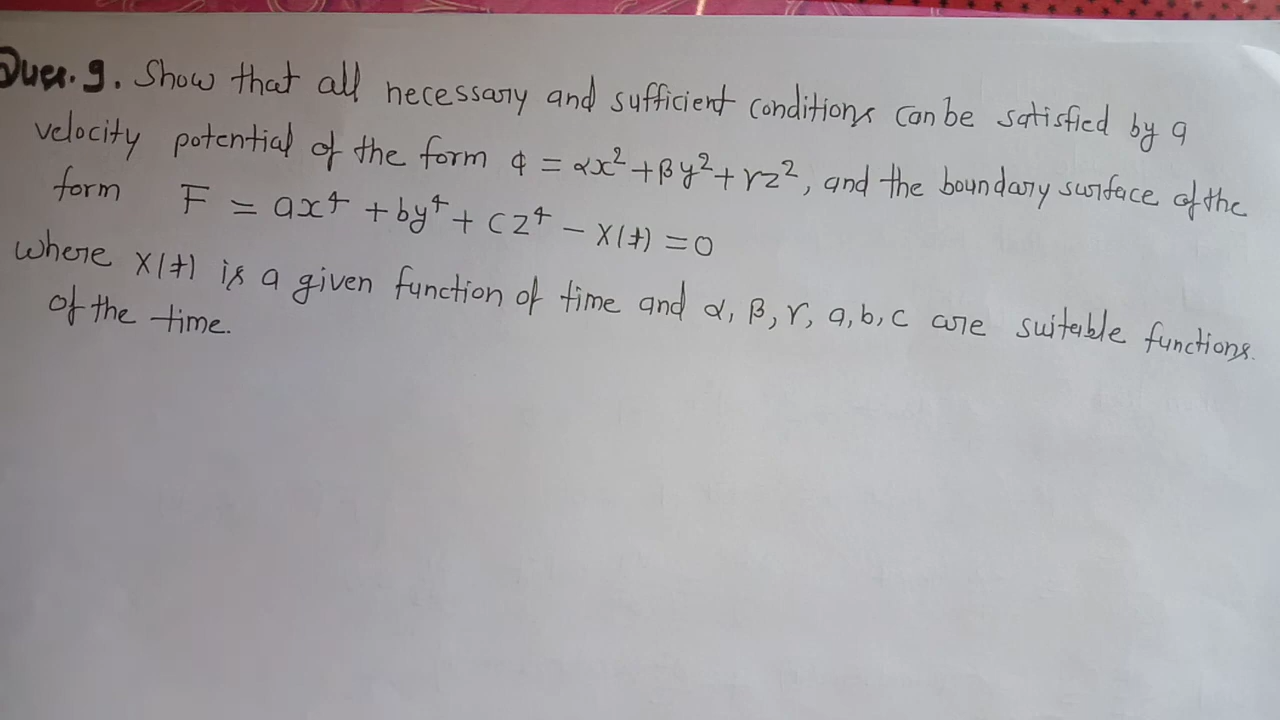 Ques. 9. Show that all necessary and sufficient conditions can be satisfied by a
velocity potential of the form φ = αx² + βy² + rz², and the boundary surface of the
form F = ax⁴ + by⁴ + cz⁴ - X(t) = 0
where X(t) is a given function of time and α, β, r, a, b, c are suitable functions.
of the time.